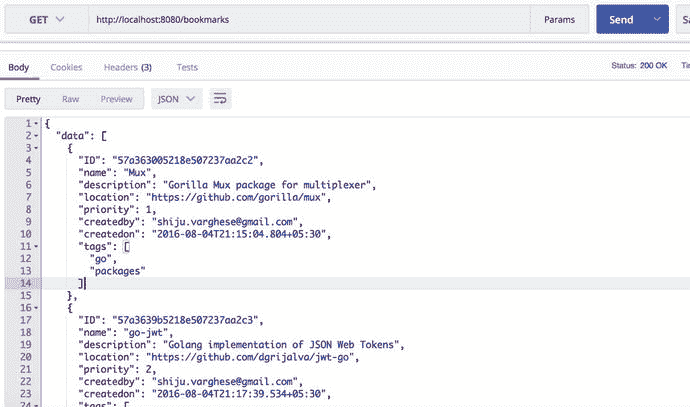 GET http://localhost:8080/bookmarks Params Send
Body Cookies Headers (3) Tests Status: 200 OK
Pretty Raw Preview JSON
1 {
2 "data": [
3 {
4 "ID": "57a363005218e507237aa2c2",
5 "name": "Mux",
6 "description": "Gorilla Mux package for multiplexer",
7 "location": "https://github.com/gorilla/mux",
8 "priority": 1,
9 "createdby": "shiju.varghese@gmail.com",
10 "createdon": "2016-08-04T21:15:04.804+05:30",
11 "tags": [
12 "go",
13 "packages"
14 ]
15 },
16 {
17 "ID": "57a3639b5218e507237aa2c3",
18 "name": "go-jwt",
19 "description": "Golang implementation of JSON Web Tokens",
20 "location": "https://github.com/dgrijalva/jwt-go",
21 "priority": 2,
22 "createdby": "shiju.varghese@gmail.com",
23 "createdon": "2016-08-04T21:17:39.534+05:30",
24 "tags": [